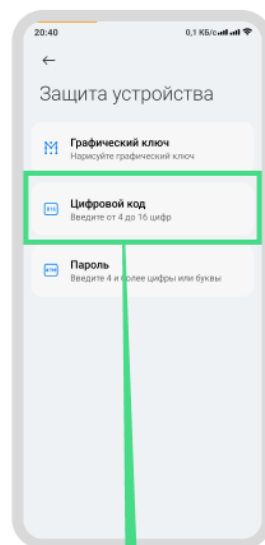 20:40 0,1 КБ/с
Защита устройства
Графический ключ
Нарисуйте графический ключ
Цифровой код
Введите от 4 до 16 цифр
Пароль
Введите 4 и более цифры или буквы